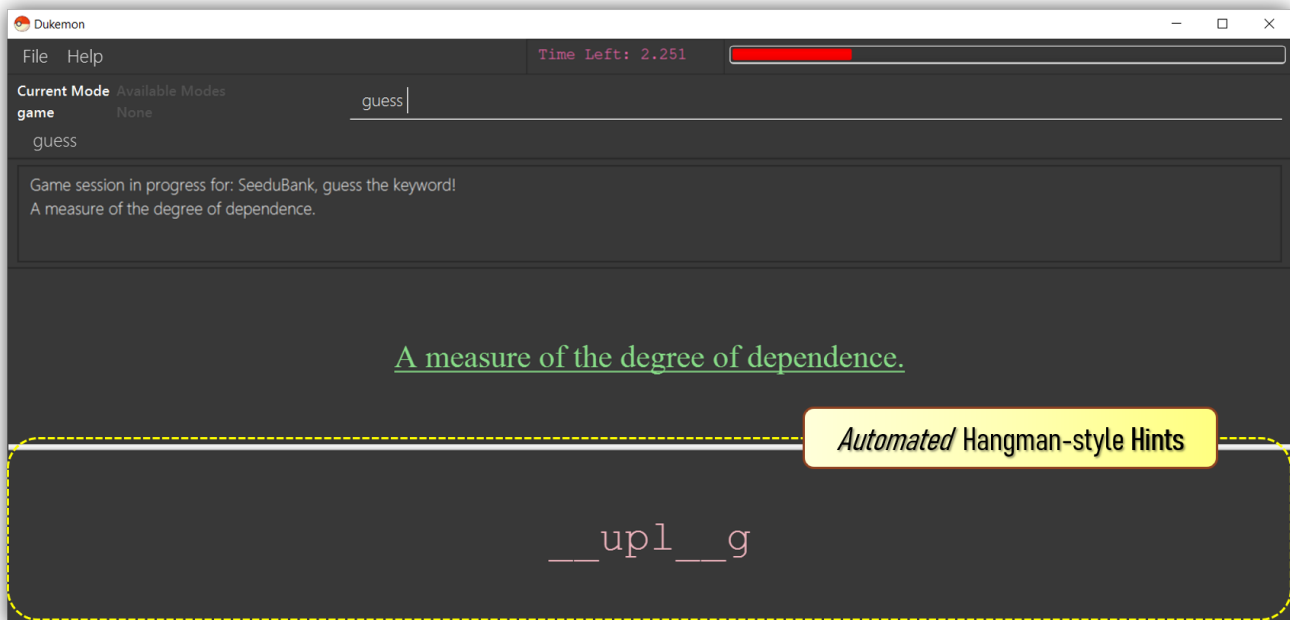 Dukemon
File Help
Time Left: 2.251
Current Mode Available Modes
game None
guess
guess
Game session in progress for: SeeduBank, guess the keyword!
A measure of the degree of dependence.
A measure of the degree of dependence.
Automated Hangman-style Hints
__upl__g